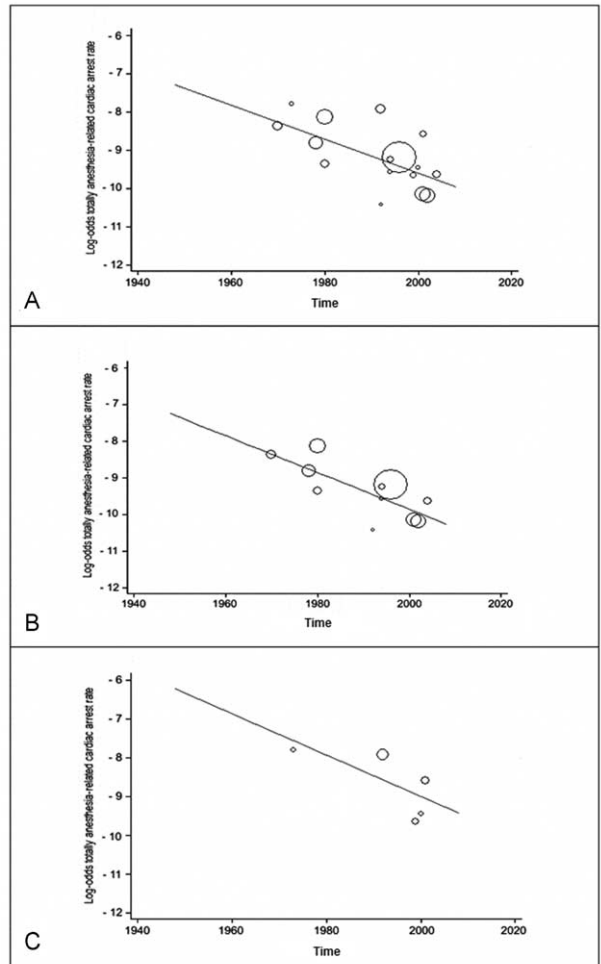 Log-odds totally anesthesia-related cardiac arrest rate
- 6
- 7
- 8
- 9
- 10
- 11
- 12
1940 1960 1980 2000 2020
Time
A
Log-odds totally anesthesia-related cardiac arrest rate
- 6
- 7
- 8
- 9
- 10
- 11
- 12
1940 1960 1980 2000 2020
Time
B
Log-odds totally anesthesia-related cardiac arrest rate
- 6
- 7
- 8
- 9
- 10
- 11
- 12
1940 1960 1980 2000 2020
Time
C